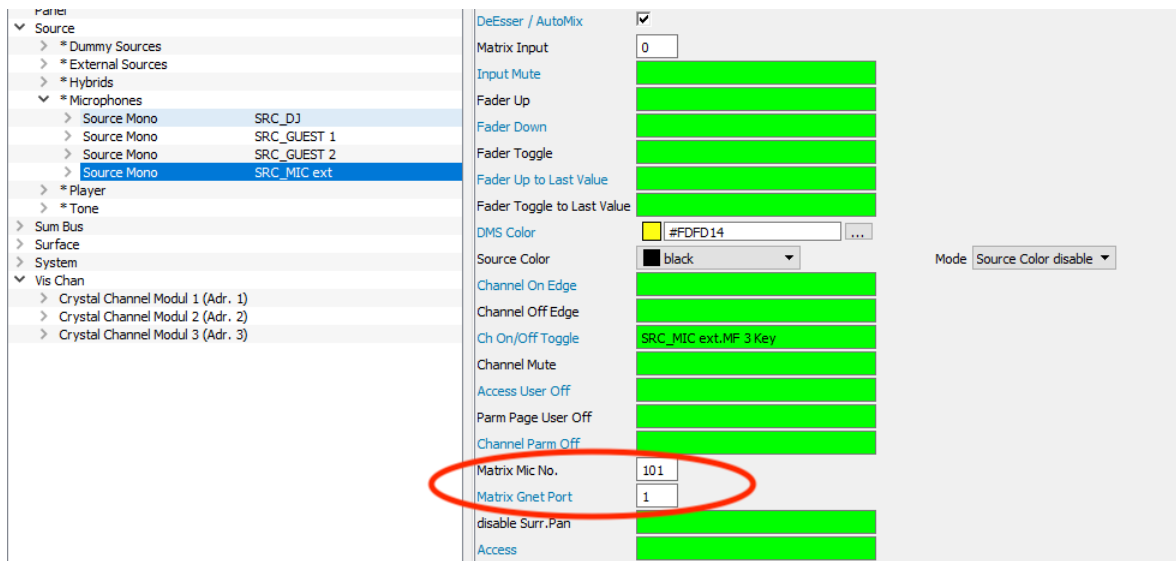 Panel
Source
* Dummy Sources
* External Sources
* Hybrids
* Microphones
Source Mono SRC_DJ
Source Mono SRC_GUEST 1
Source Mono SRC_GUEST 2
Source Mono SRC_MIC ext
* Player
* Tone
Sum Bus
Surface
System
Vis Chan
Crystal Channel Modul 1 (Adr. 1)
Crystal Channel Modul 2 (Adr. 2)
Crystal Channel Modul 3 (Adr. 3)
DeEsser / AutoMix
Matrix Input 0
Input Mute
Fader Up
Fader Down
Fader Toggle
Fader Up to Last Value
Fader Toggle to Last Value
DMS Color #FDFD14 ...
Source Color black Mode Source Color disable
Channel On Edge
Channel Off Edge
Ch On/Off Toggle SRC_MIC ext.MF 3 Key
Channel Mute
Access User Off
Parm Page User Off
Channel Parm Off
Matrix Mic No. 101
Matrix Gnet Port 1
disable Surr.Pan
Access